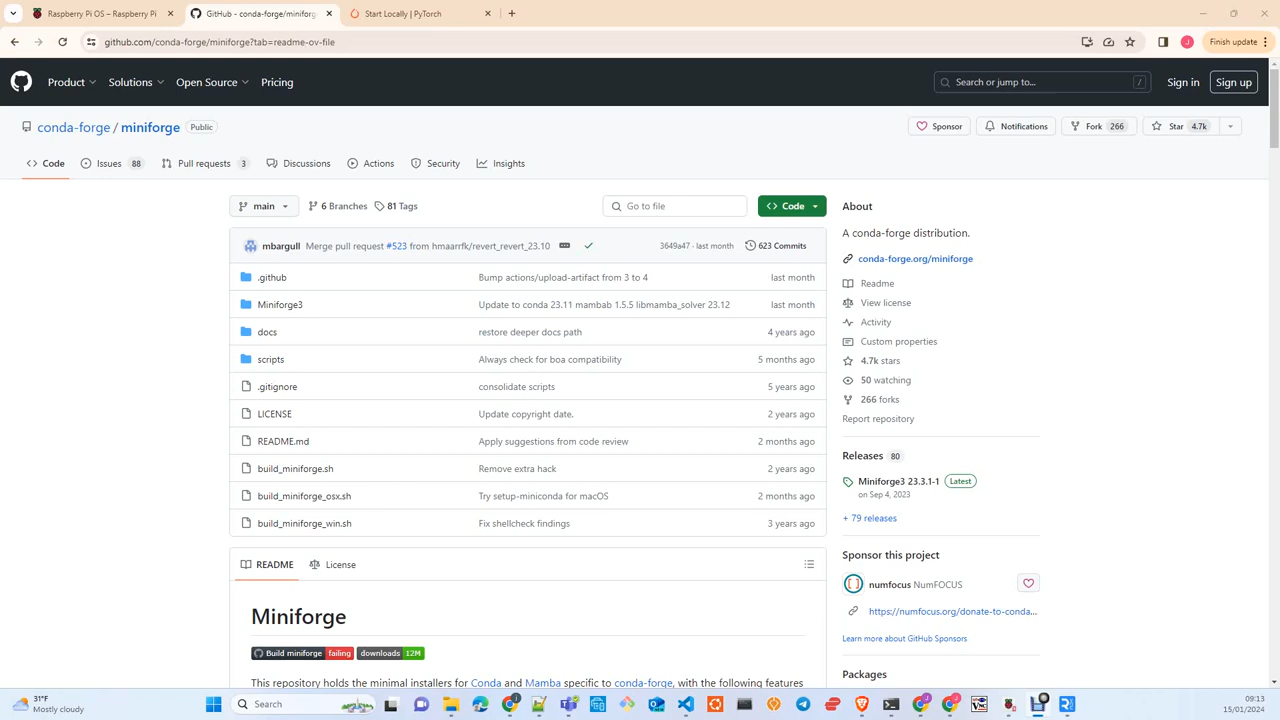 Raspberry Pi OS – Raspberry Pi
GitHub - conda-forge/miniforge:
Start Locally | PyTorch
github.com/conda-forge/miniforge?tab=readme-ov-file
J
Finish update
Product
Solutions
Open Source
Pricing
Search or jump to...
/
Sign in
Sign up
conda-forge / miniforge
Public
Sponsor
Notifications
Fork 266
Star 4.7k
Code
Issues 88
Pull requests 3
Discussions
Actions
Security
Insights
main
6 Branches
81 Tags
Go to file
Code
mbargull Merge pull request #523 from hmaarrfk/revert_revert_23.10
3649a47 · last month
623 Commits
.github Bump actions/upload-artifact from 3 to 4 last month
Miniforge3 Update to conda 23.11 mambab 1.5.5 libmamba_solver 23.12 last month
docs restore deeper docs path 4 years ago
scripts Always check for boa compatibility 5 months ago
.gitignore consolidate scripts 5 years ago
LICENSE Update copyright date. 2 years ago
README.md Apply suggestions from code review 2 months ago
build_miniforge.sh Remove extra hack 2 years ago
build_miniforge_osx.sh Try setup-miniconda for macOS 2 months ago
build_miniforge_win.sh Fix shellcheck findings 3 years ago
README
License
Miniforge
Build miniforge failing
downloads 12M
This repository holds the minimal installers for Conda and Mamba specific to conda-forge, with the following features
About
A conda-forge distribution.
conda-forge.org/miniforge
Readme
View license
Activity
Custom properties
4.7k stars
50 watching
266 forks
Report repository
Releases 80
Miniforge3 23.3.1-1 Latest
on Sep 4, 2023
+ 79 releases
Sponsor this project
numfocus NumFOCUS
https://numfocus.org/donate-to-conda...
Learn more about GitHub Sponsors
Packages
31°F
Mostly cloudy
Search
09:13
15/01/2024